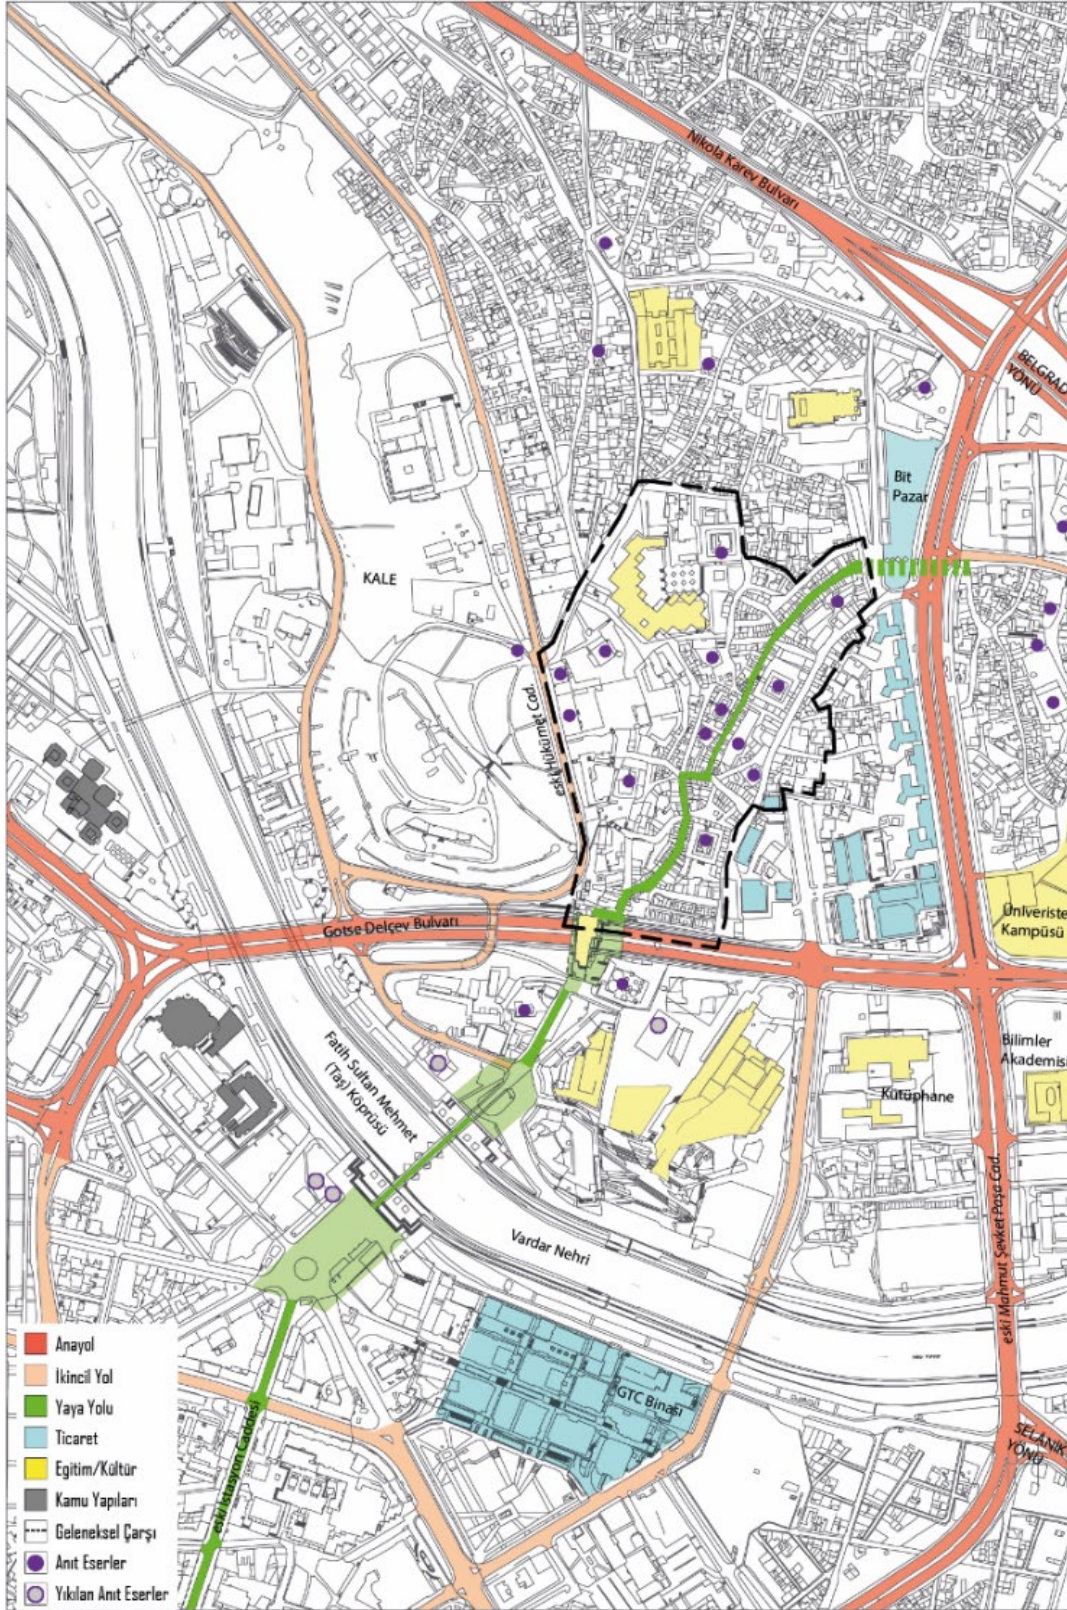 Nikola Karev Bulvarı
BELGRAD
YÖNÜ
Bit
Pazar
KALE
eski Hükümet Cad.
Gotse Delçev Bulvarı
Üniveriste
Kampüsü
Bilimler
Akademisi
Kütüphane
Fatih Sultan Mehmet
(Taş) Köprüsü
Vardar Nehri
eski Mahmut Şevket Paşa Cad.
GTC Binası
SELANİK
YÖNÜ
eski İstasyon Caddesi
Anayol
İkincil Yol
Yaya Yolu
Ticaret
Egitim/Kültür
Kamu Yapıları
Geleneksel Çarşı
Anıt Eserler
Yıkılan Anıt Eserler